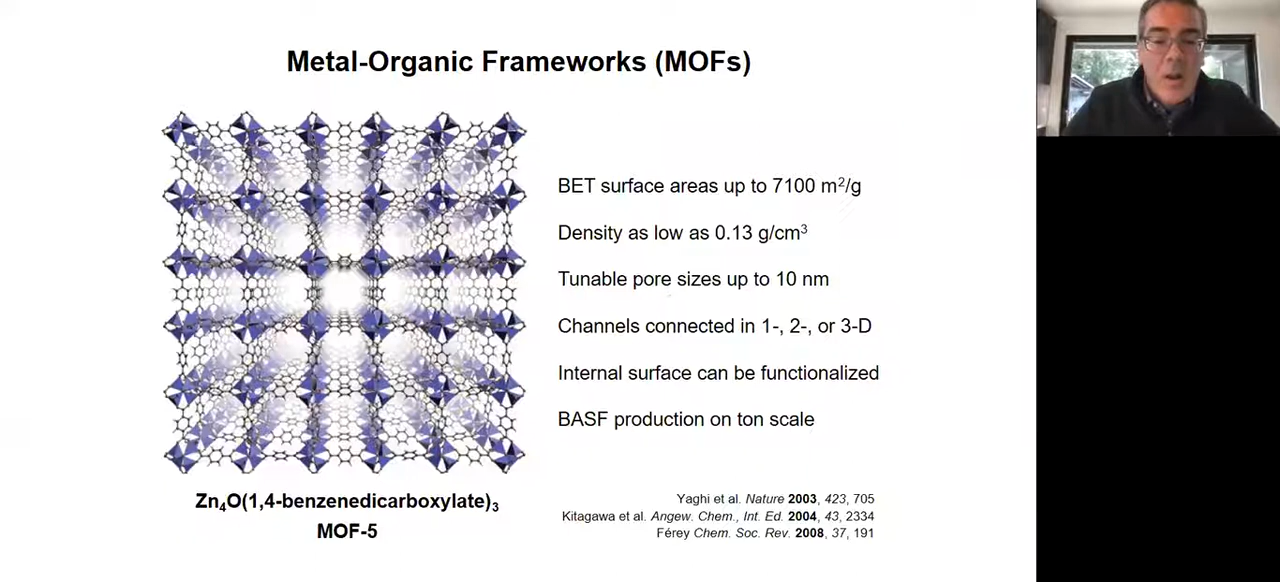 Metal-Organic Frameworks (MOFs)
BET surface areas up to 7100 m²/g
Density as low as 0.13 g/cm³
Tunable pore sizes up to 10 nm
Channels connected in 1-, 2-, or 3-D
Internal surface can be functionalized
BASF production on ton scale
Zn₄O(1,4-benzenedicarboxylate)₃
MOF-5
Yaghi et al. Nature 2003, 423, 705
Kitagawa et al. Angew. Chem., Int. Ed. 2004, 43, 2334
Férey Chem. Soc. Rev. 2008, 37, 191